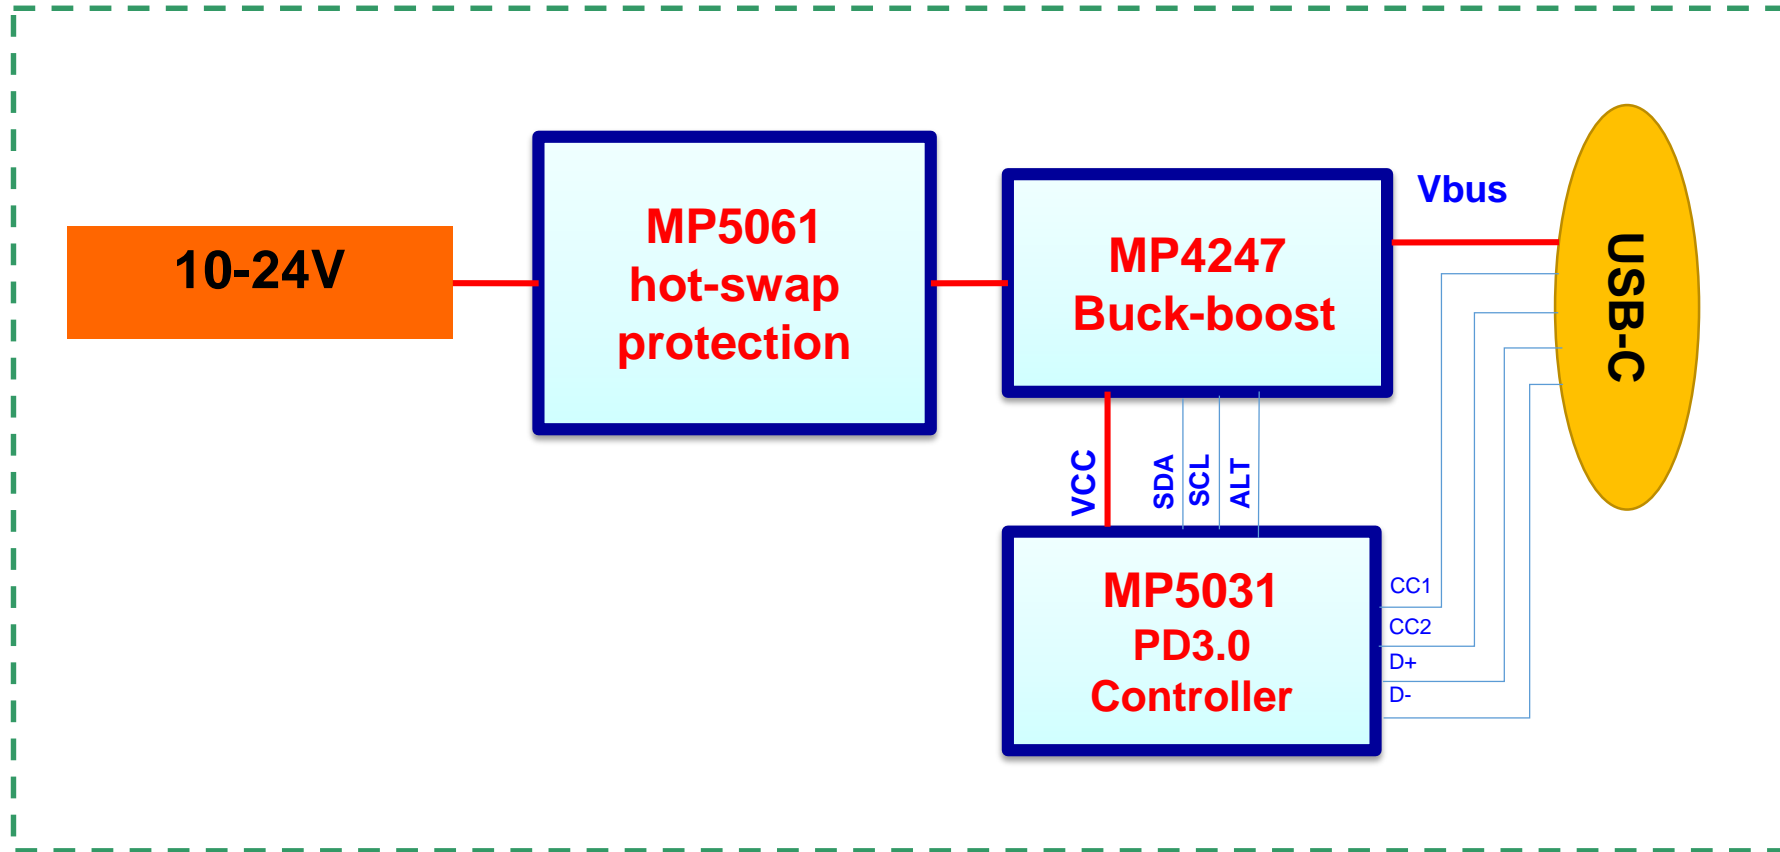 10-24V
MP5061
hot-swap
protection
MP4247
Buck-boost
Vbus
USB-C
VCC
SDA
SCL
ALT
MP5031
PD3.0
Controller
CC1
CC2
D+
D-